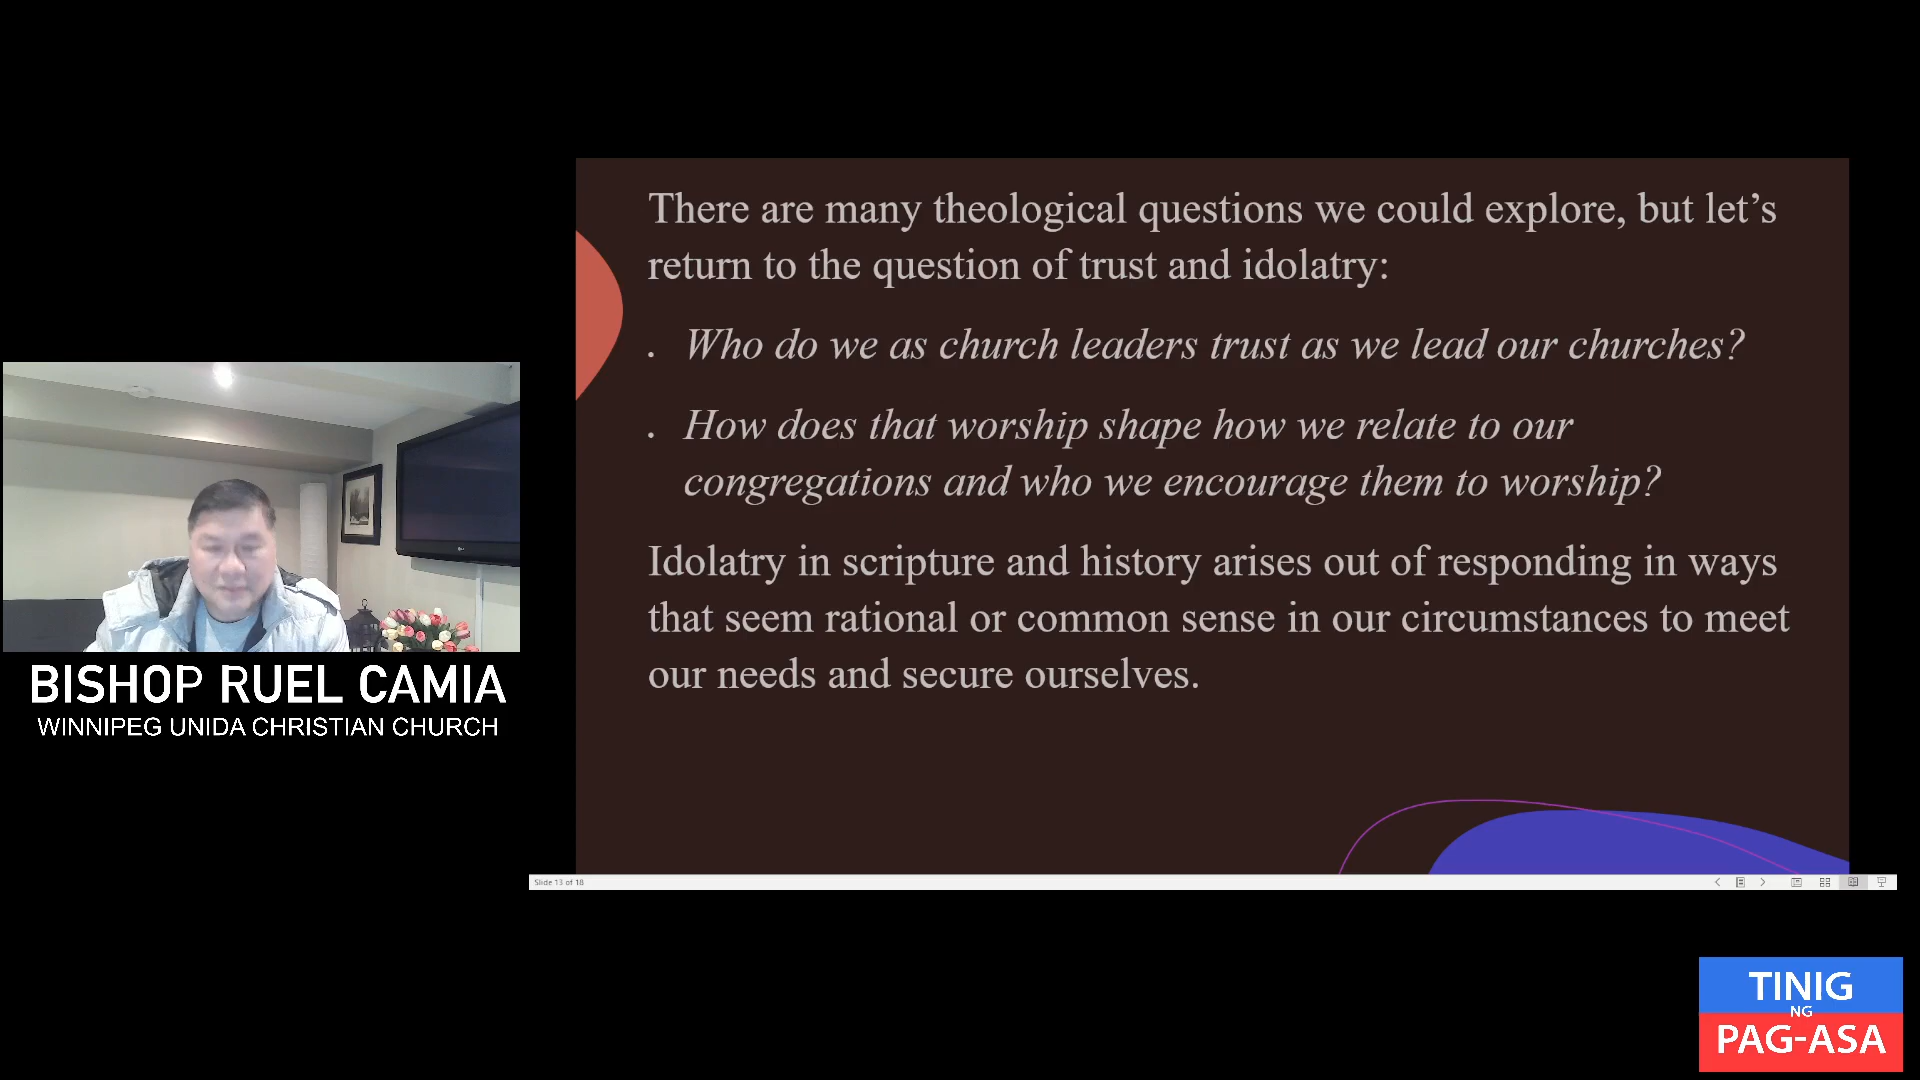 There are many theological questions we could explore, but let’s
return to the question of trust and idolatry:
. Who do we as church leaders trust as we lead our churches?
. How does that worship shape how we relate to our
congregations and who we encourage them to worship?
Idolatry in scripture and history arises out of responding in ways
that seem rational or common sense in our circumstances to meet
our needs and secure ourselves.
BISHOP RUEL CAMIA
WINNIPEG UNIDA CHRISTIAN CHURCH
Slide 13 of 18
TINIG
NG
PAG-ASA